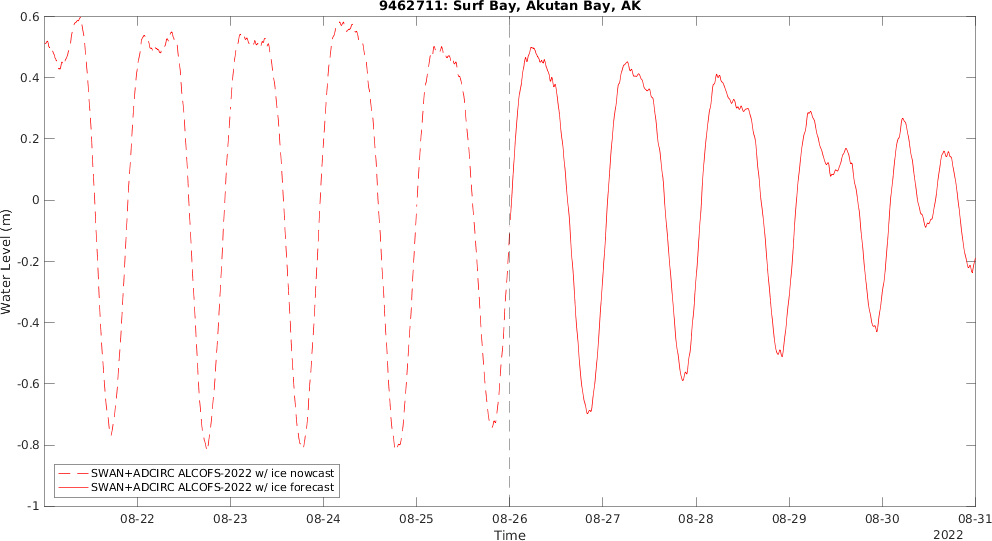 9462711: Surf Bay, Akutan Bay, AK
0.6
0.4
0.2
0
-0.2
-0.4
-0.6
-0.8
-1
Water Level (m)
SWAN+ADCIRC ALCOFS-2022 w/ ice nowcast
SWAN+ADCIRC ALCOFS-2022 w/ ice forecast
08-22 08-23 08-24 08-25 08-26 08-27 08-28 08-29 08-30 08-31
Time
2022